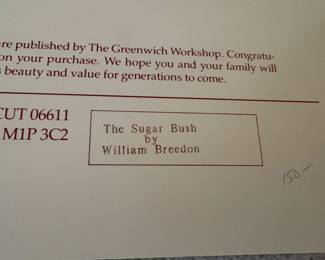 re published by The Greenwich Workshop. Congratu-
on your purchase. We hope you and your family will
s beauty and value for generations to come.
CUT 06611
M1P 3C2
The Sugar Bush
by
William Breedon
150-